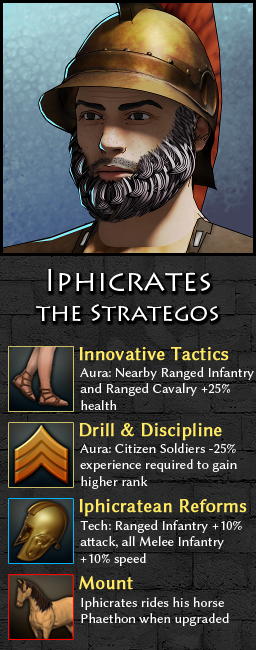 Iphicrates
the Strategos
Innovative Tactics
Aura: Nearby Ranged Infantry
and Ranged Cavalry +25%
health
Drill & Discipline
Aura: Citizen Soldiers -25%
experience required to gain
higher rank
Iphicratean Reforms
Tech: Ranged Infantry +10%
attack, all Melee Infantry
+10% speed
Mount
Iphicrates rides his horse
Phaethon when upgraded